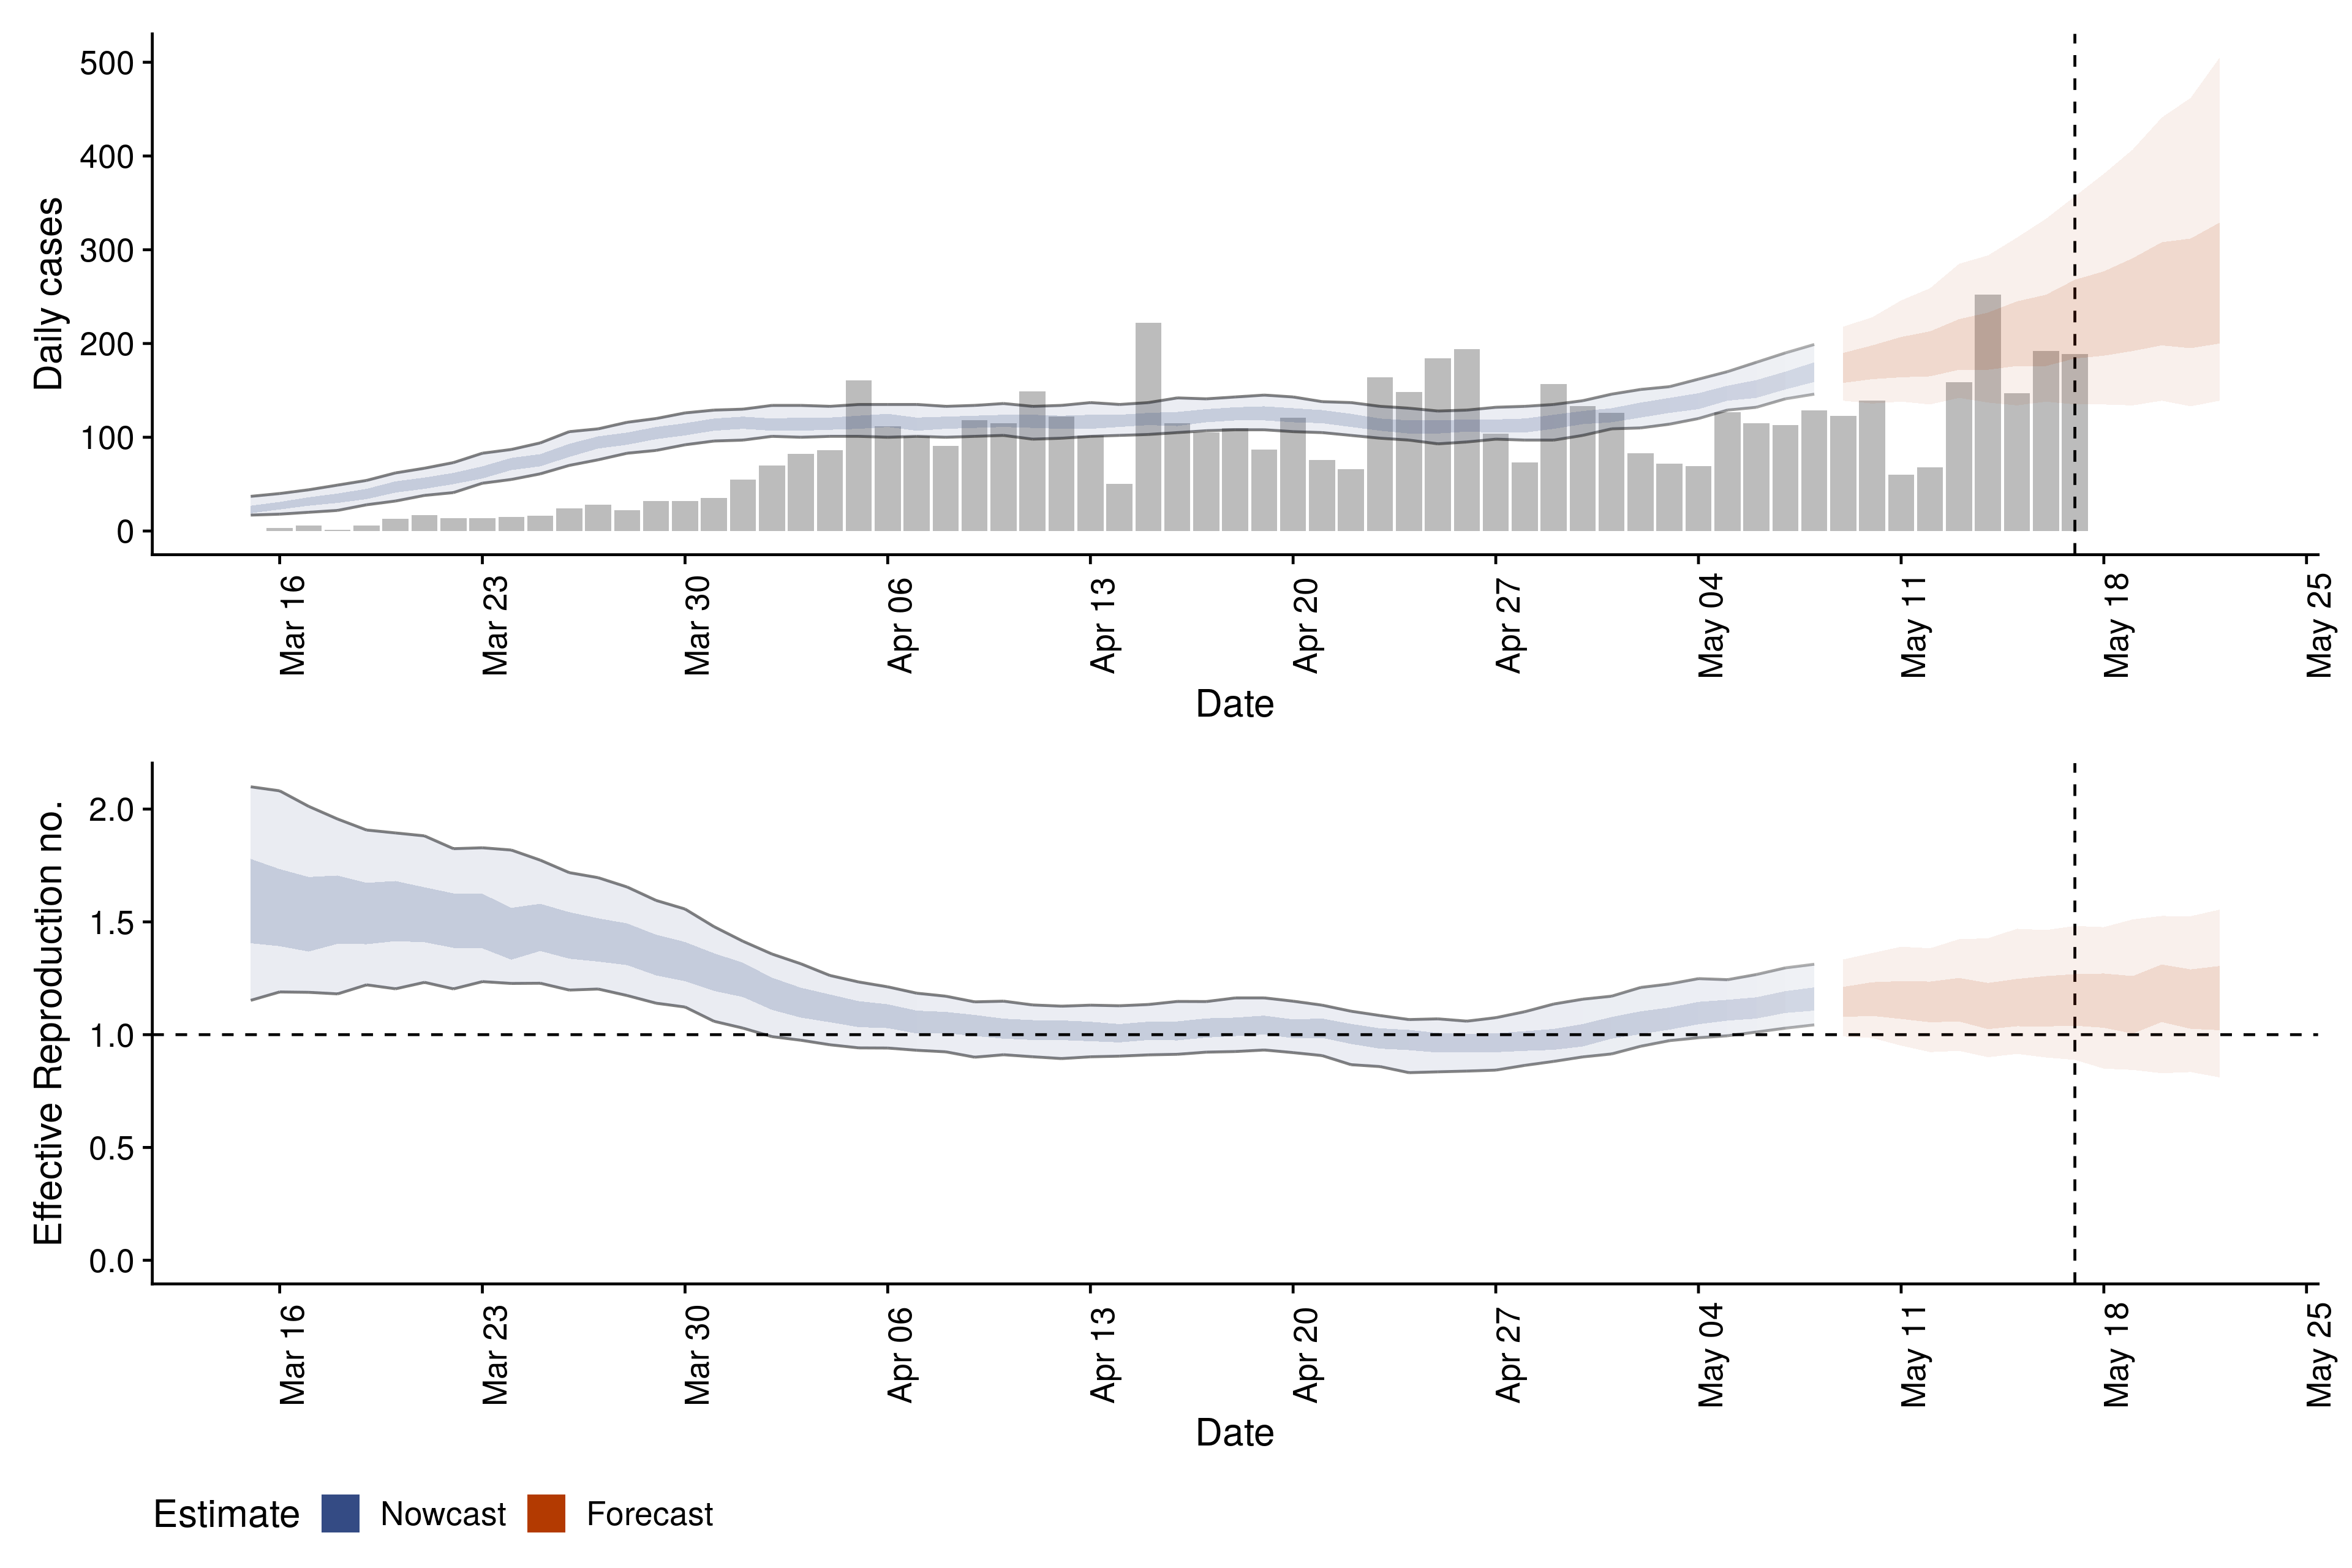 Daily cases
500
400
300
200
100
0
Mar 16
Mar 23
Mar 30
Apr 06
Apr 13
Apr 20
Apr 27
May 04
May 11
May 18
May 25
Date
Effective Reproduction no.
2.0
1.5
1.0
0.5
0.0
Mar 16
Mar 23
Mar 30
Apr 06
Apr 13
Apr 20
Apr 27
May 04
May 11
May 18
May 25
Date
Estimate Nowcast Forecast